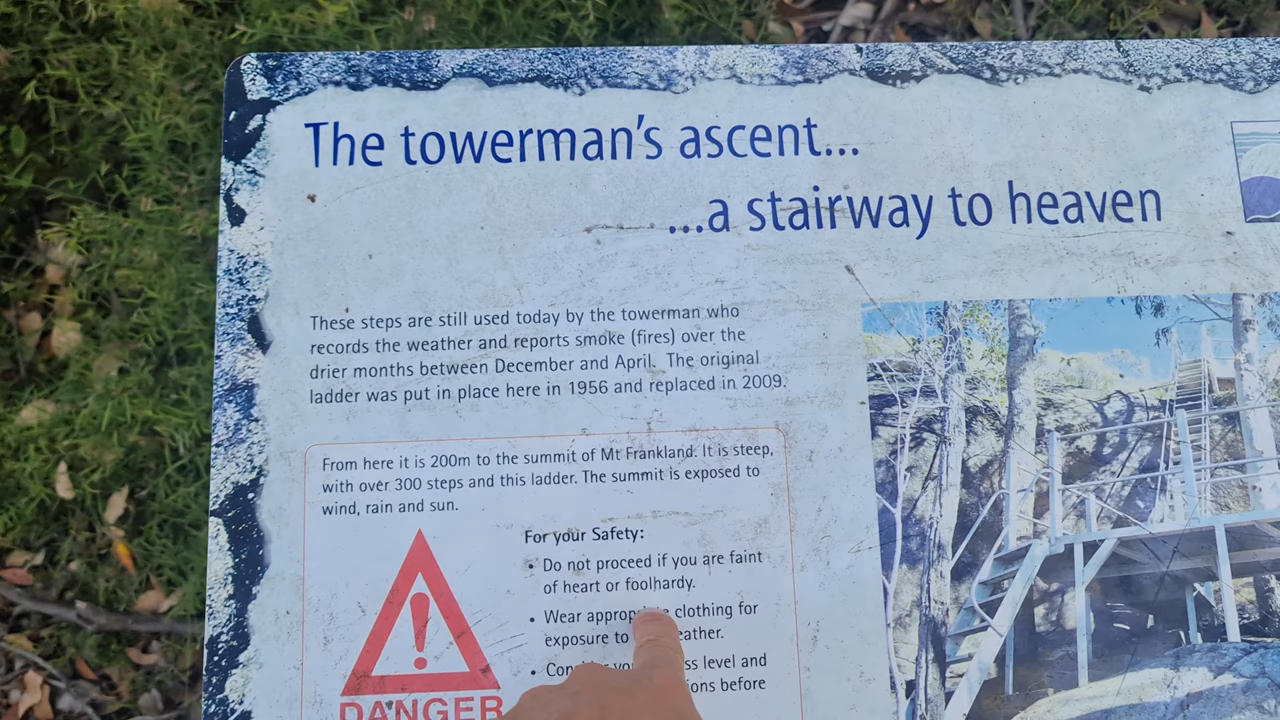 The towerman's ascent...
...a stairway to heaven
These steps are still used today by the towerman who
records the weather and reports smoke (fires) over the
drier months between December and April. The original
ladder was put in place here in 1956 and replaced in 2009.
From here it is 200m to the summit of Mt Frankland. It is steep,
with over 300 steps and this ladder. The summit is exposed to
wind, rain and sun.
For your Safety:
• Do not proceed if you are faint
of heart or foolhardy.
• Wear clothing for
exposure to
• level and
before
DANGER